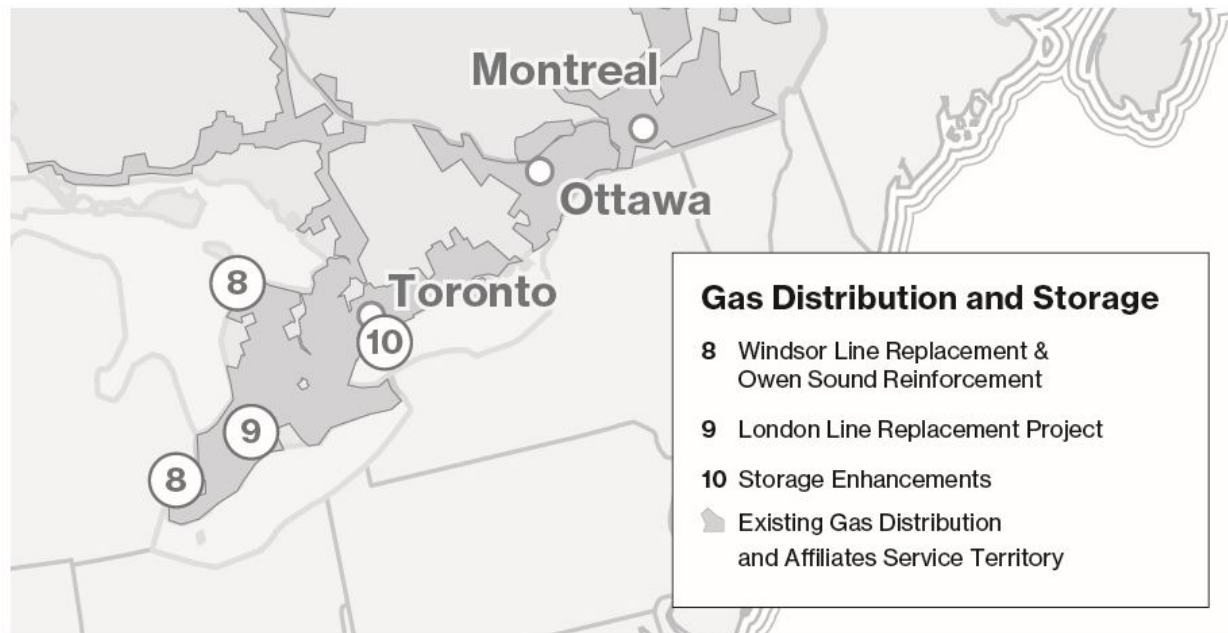 Montreal
Ottawa
8
Toronto
10
9
8
Gas Distribution and Storage
8 Windsor Line Replacement &
Owen Sound Reinforcement
9 London Line Replacement Project
10 Storage Enhancements
Existing Gas Distribution
and Affiliates Service Territory